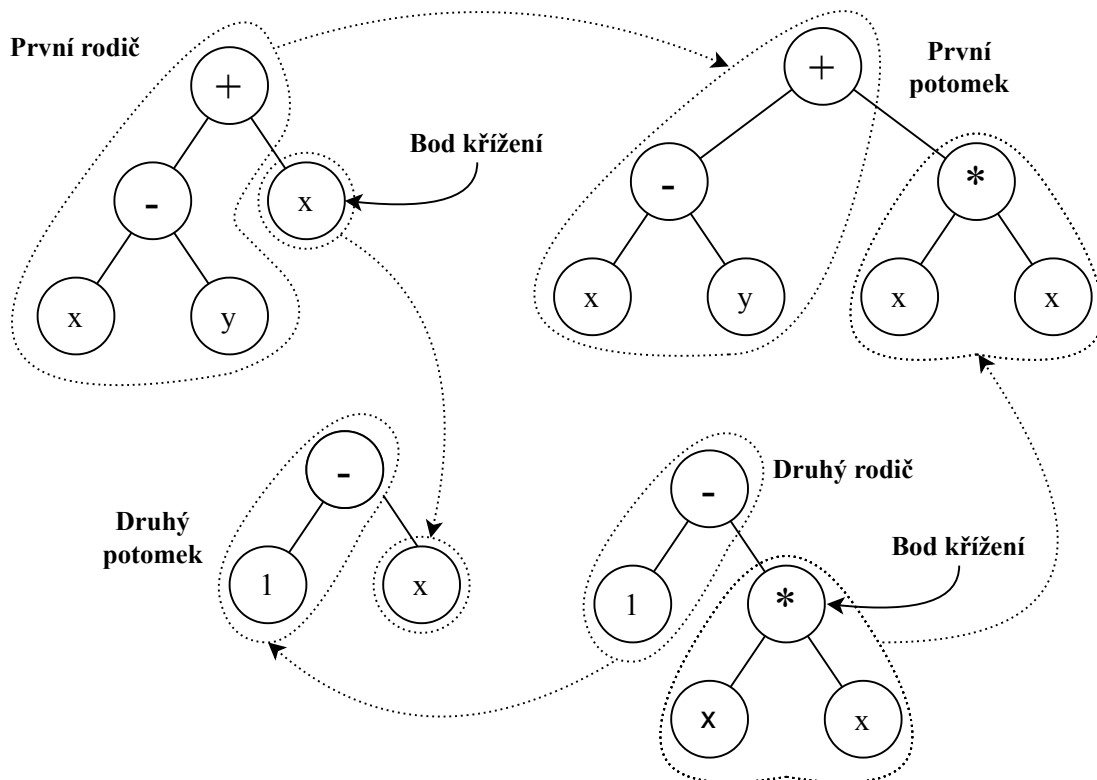 První rodič
+
-
x
x
y
Bod křížení
+
První
potomek
-
*
x
y
x
x
-
Druhý
potomek
1
x
-
Druhý rodič
1
*
Bod křížení
x
x